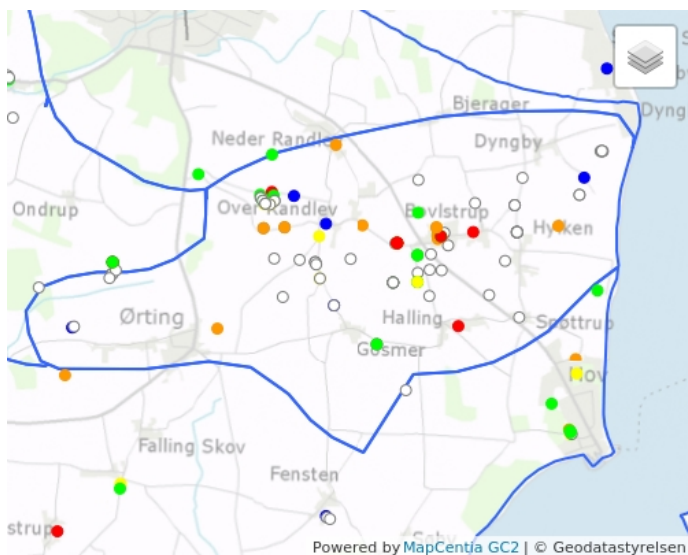 Bjerager
Dyng
Neder Randlev
Dyngby
Ondrup
Over Randlev
Bovlstrup
Hylken
Ørting
Halling
Spøttrup
Gosmer
Hov
Falling Skov
Fensten
strup
Powered by MapCentia GC2 | © Geodatastyrelsen